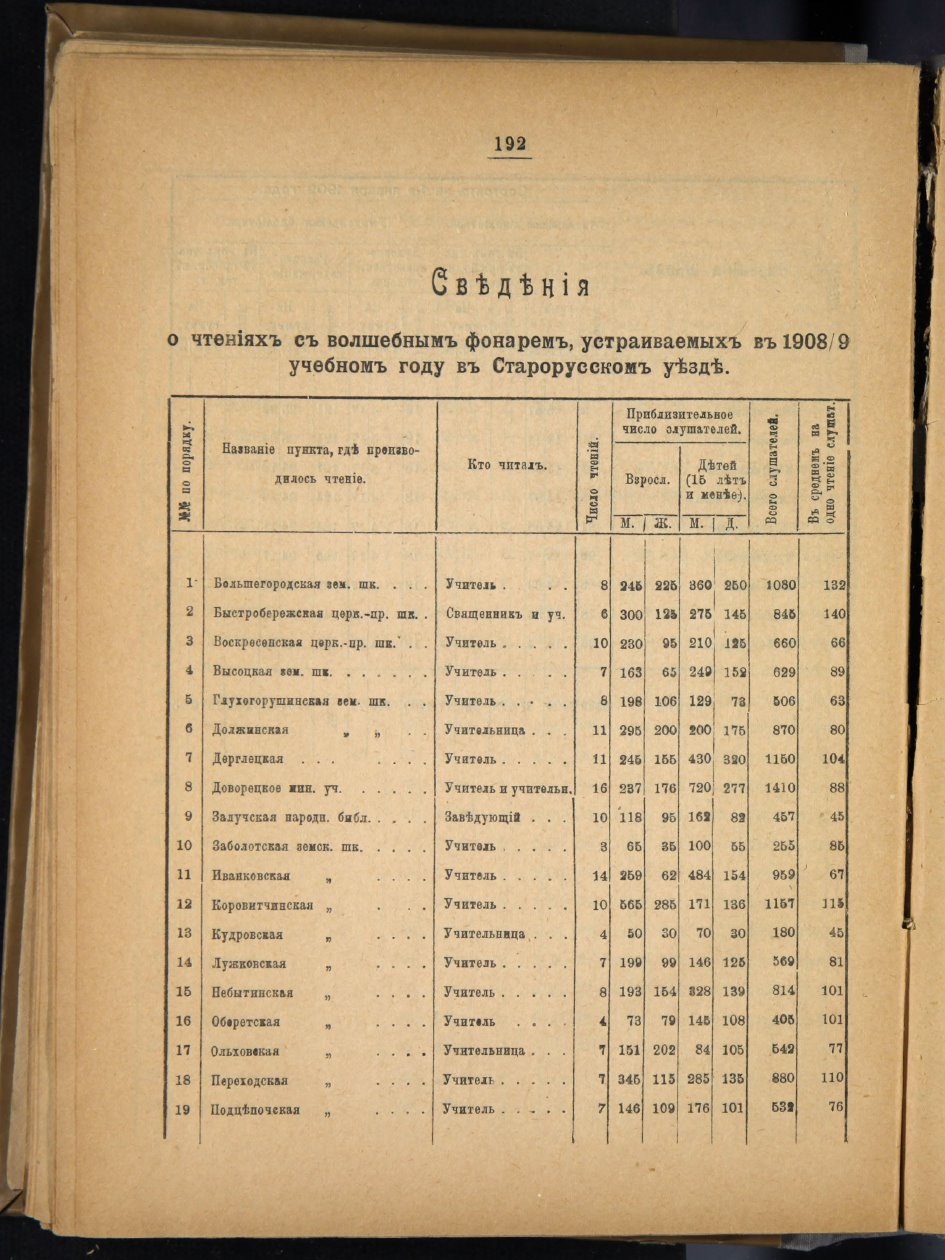 192
Свѣдѣнія
о чтеніяхъ съ волшебнымъ фонаремъ, устраиваемыхъ въ 1908/9
учебномъ году въ Старорусскомъ уѣздѣ.
№№ по порядку.
Названіе пункта, гдѣ произво-
дилось чтеніе.
Кто читалъ.
Число чтеній.
Приблизительное
число слушателей.
Взросл.
Дѣтей
(15 лѣтъ
и менѣе).
М. Ж. М. Д.
Всего слушателей.
Въ среднемъ на
одно чтеніе слушат.
1 Большегородская зем. шк. . . . Учитель . . . . 8 245 225 360 250 1080 132
2 Быстробережская церк.-пр. шк. . Священникъ и уч. 6 300 125 275 145 845 140
3 Воскресенская церк.-пр. шк. . . Учитель . . . . . 10 230 95 210 125 660 66
4 Высоцкая зем. шк. . . . . . . Учитель . . . . . 7 163 65 249 152 629 89
5 Глухогорушинская зем. шк. . . Учитель . . . . . 8 198 106 129 73 506 63
6 Должинская „ „ . . Учительница . . . 11 295 200 200 175 870 80
7 Дерглецкая . . . . . . . Учитель . . . . . 11 245 155 430 320 1150 104
8 Доворецкое мин. уч. . . . . . Учитель и учительн. 16 237 176 720 277 1410 88
9 Залучская народн. библ. . . . . Завѣдующій . . . 10 118 95 162 82 457 45
10 Заболотская земск. шк. . . . . Учитель . . . . . 3 65 35 100 55 255 85
11 Иванковская „ . . . . Учитель . . . . . 14 259 62 484 154 959 67
12 Коровитчинская „ . . . Учитель . . . . . 10 565 285 171 136 1157 115
13 Кудровская „ . . . . Учительница . . . 4 50 30 70 30 180 45
14 Лужковская „ . . . . Учитель . . . . . 7 199 99 146 125 569 81
15 Небытинская „ . . . . Учитель . . . . . 8 193 154 328 139 814 101
16 Оборетская „ . . . . Учитель . . . . 4 73 79 145 108 405 101
17 Ольховская „ . . . . Учительница . . . 7 151 202 84 105 542 77
18 Переходская „ . . . . Учитель . . . . . 7 345 115 285 135 880 110
19 Подцѣпочская „ . . . . Учитель . . . . . 7 146 109 176 101 532 76